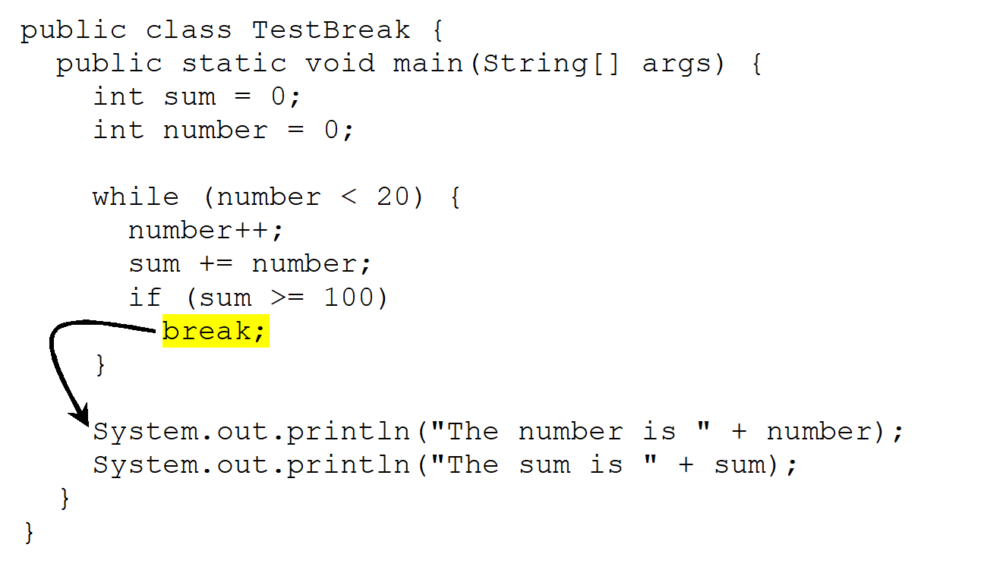 public class TestBreak {
  public static void main(String[] args) {
    int sum = 0;
    int number = 0;

    while (number < 20) {
      number++;
      sum += number;
      if (sum >= 100)
        break;
    }

    System.out.println("The number is " + number);
    System.out.println("The sum is " + sum);
  }
}